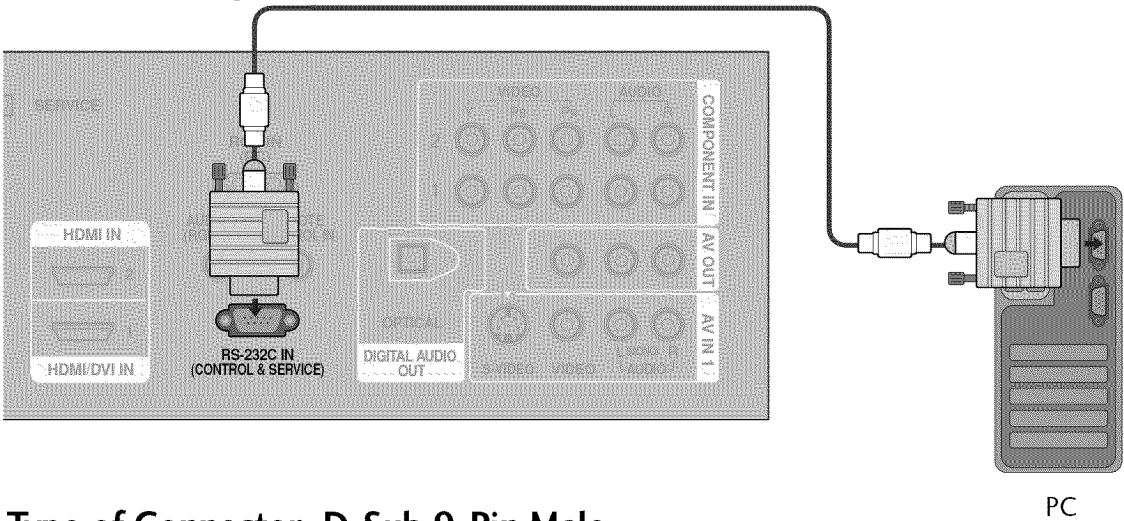 SERVICE
VIDEO
AUDIO
COMPONENT IN
HDMI IN
2
1
HDMI/DVI IN
RS-232C IN
(CONTROL & SERVICE)
OPTICAL
DIGITAL AUDIO
OUT
AV OUT
AV IN 1
S-VIDEO
VIDEO
MONO
AUDIO
PC
Type of Connector D-Sub 9-Pin Male